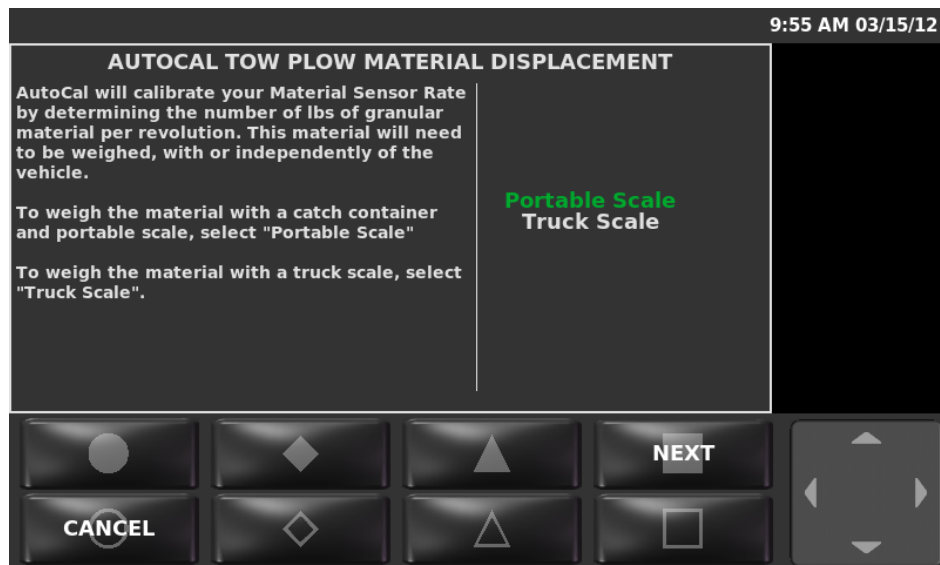 9:55 AM 03/15/12
AUTOCAL TOW PLOW MATERIAL DISPLACEMENT
AutoCal will calibrate your Material Sensor Rate
by determining the number of lbs of granular
material per revolution. This material will need
to be weighed, with or independently of the
vehicle.
To weigh the material with a catch container
and portable scale, select "Portable Scale"
To weigh the material with a truck scale, select
"Truck Scale".
Portable Scale
Truck Scale
NEXT
CANCEL